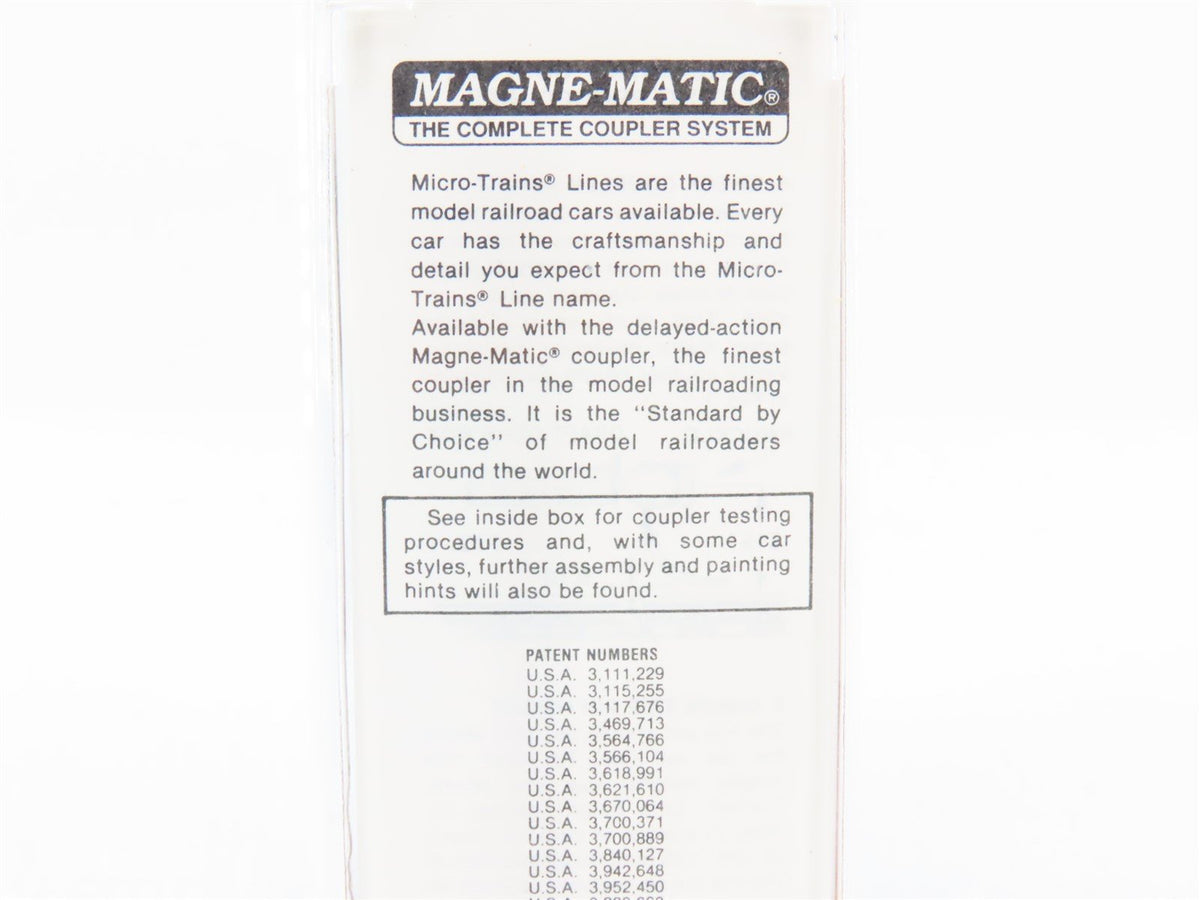 MAGNE-MATIC®
THE COMPLETE COUPLER SYSTEM
Micro-Trains® Lines are the finest
model railroad cars available. Every
car has the craftsmanship and
detail you expect from the Micro-
Trains® Line name.
Available with the delayed-action
Magne-Matic® coupler, the finest
coupler in the model railroading
business. It is the “Standard by
Choice” of model railroaders
around the world.
See inside box for coupler testing
procedures and, with some car
styles, further assembly and painting
hints will also be found.
PATENT NUMBERS
U.S.A. 3,111,229
U.S.A. 3,115,255
U.S.A. 3,117,676
U.S.A. 3,469,713
U.S.A. 3,564,766
U.S.A. 3,566,104
U.S.A. 3,618,991
U.S.A. 3,621,610
U.S.A. 3,670,064
U.S.A. 3,700,371
U.S.A. 3,700,889
U.S.A. 3,840,127
U.S.A. 3,942,648
U.S.A. 3,952,450